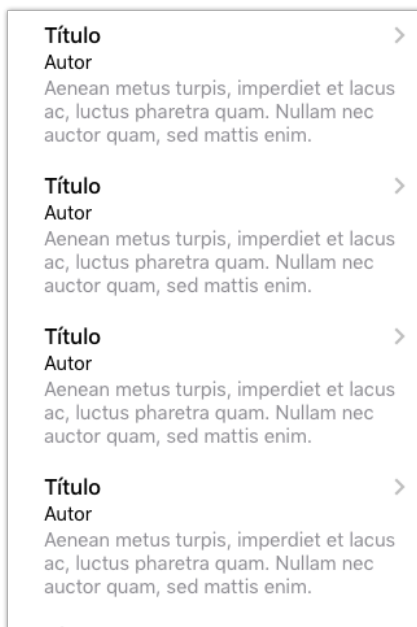 Título
Autor
Aenean metus turpis, imperdiet et lacus
ac, luctus pharetra quam. Nullam nec
auctor quam, sed mattis enim.
Título
Autor
Aenean metus turpis, imperdiet et lacus
ac, luctus pharetra quam. Nullam nec
auctor quam, sed mattis enim.
Título
Autor
Aenean metus turpis, imperdiet et lacus
ac, luctus pharetra quam. Nullam nec
auctor quam, sed mattis enim.
Título
Autor
Aenean metus turpis, imperdiet et lacus
ac, luctus pharetra quam. Nullam nec
auctor quam, sed mattis enim.